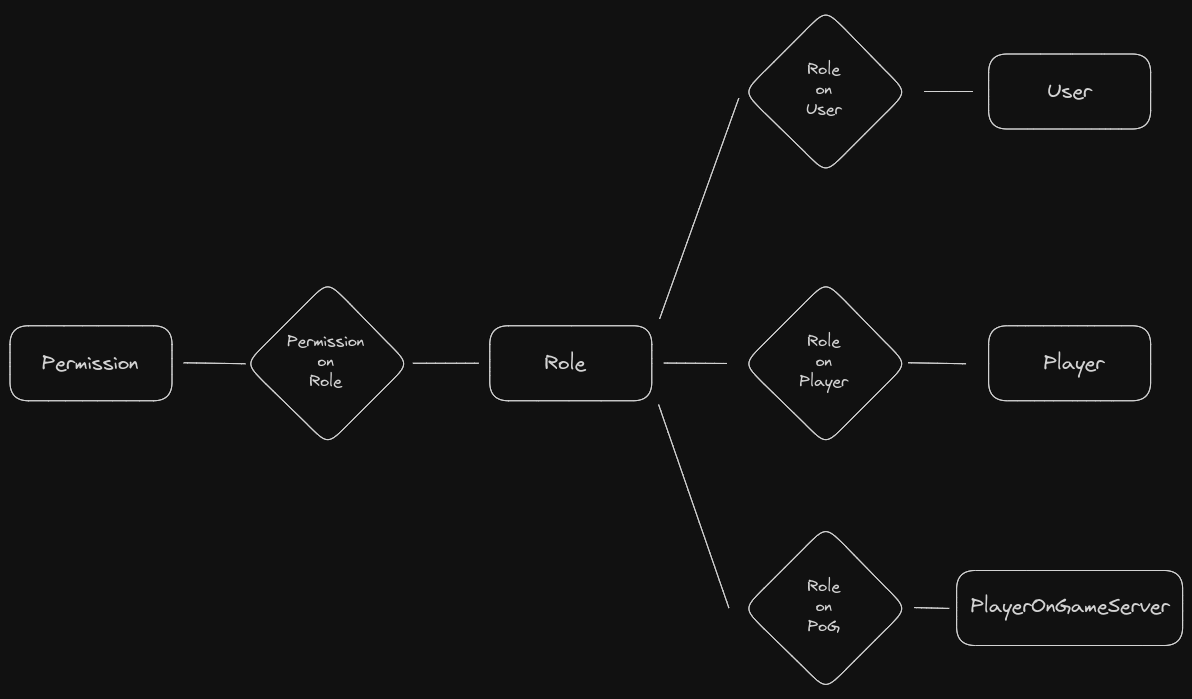 Role
on
User
User
Permission
Permission
on
Role
Role
Role
on
Player
Player
Role
on
PoG
PlayerOnGameServer